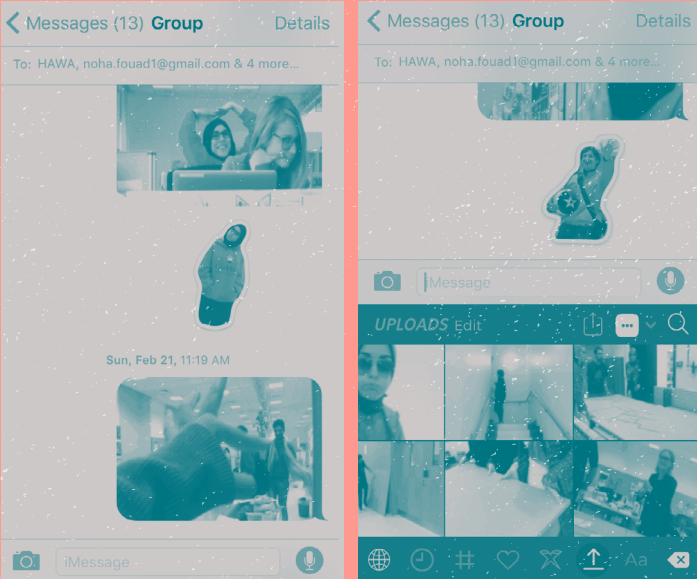 Messages (13) Group Details
To: HAWA, noha.fouad1@gmail.com & 4 more...
Sun, Feb 21, 11:19 AM
iMessage
Messages (13) Group Details
To: HAWA, noha.fouad1@gmail.com & 4 more...
iMessage
UPLOADS Edit
Aa